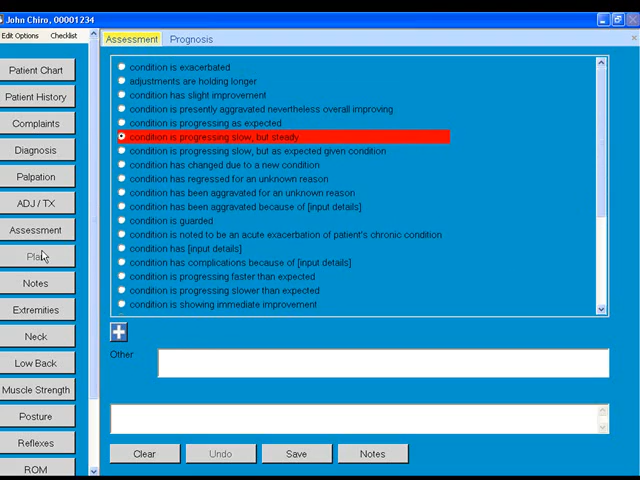 John Chiro, 00001234
Edit Options Checklist
Assessment Prognosis
Patient Chart
Patient History
Complaints
Diagnosis
Palpation
ADJ / TX
Assessment
Plan
Notes
Extremities
Neck
Low Back
Muscle Strength
Posture
Reflexes
ROM
condition is exacerbated
adjustments are holding longer
condition has slight improvement
condition is presently aggravated nevertheless overall improving
condition is progressing as expected
condition is progressing slow, but steady
condition is progressing slow, but as expected given condition
condition has changed due to a new condition
condition has regressed for an unknown reason
condition has been aggravated for an unknown reason
condition has been aggravated because of [input details]
condition is guarded
condition is noted to be an acute exacerbation of patient's chronic condition
condition has [input details]
condition has complications because of [input details]
condition is progressing faster than expected
condition is progressing slower than expected
condition is showing immediate improvement
Other
Clear Undo Save Notes